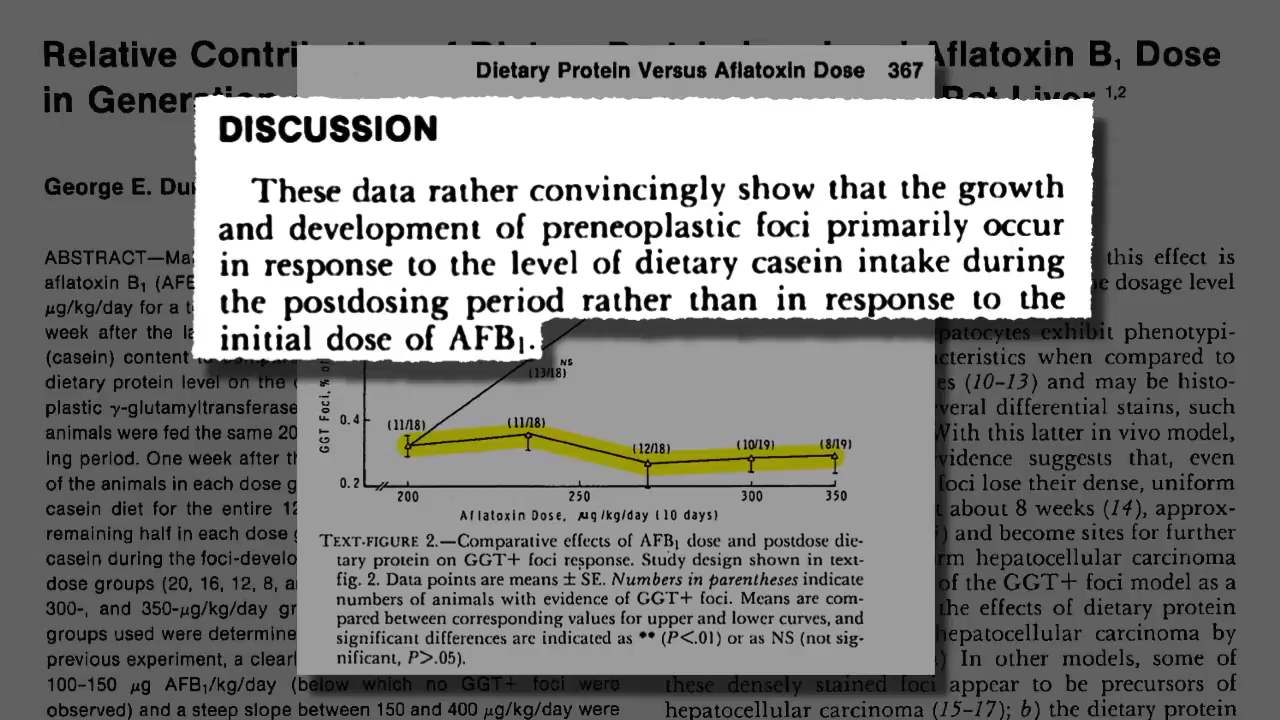 Relative Contri
Aflatoxin B1 Dose
in Gener
Rat Liver 1,2
Dietary Protein Versus Aflatoxin Dose 367
DISCUSSION
These data rather convincingly show that the growth
and development of preneoplastic foci primarily occur
in response to the level of dietary casein intake during
the postdosing period rather than in response to the
initial dose of AFB1.
George E. Du
ABSTRACT—Ma
aflatoxin B1 (AFB
µg/kg/day for a t
week after the la
(casein) content
dietary protein level on the
plastic γ-glutamyltransferase
animals were fed the same 20
ing period. One week after th
of the animals in each dose g
casein diet for the entire 12
remaining half in each dose
casein during the foci-develo
dose groups (20, 16, 12, 8, a
300-, and 350-µg/kg/day gr
groups used were determine
previous experiment, a clearl
100-150 µg AFB1/kg/day (below which no GGT+ foci were
observed) and a steep slope between 150 and 400 µg/kg/day were
GGT Foci, % o
NS
(13/18)
0.4
(11/18)
(11/18)
(12/18)
(10/19)
(8/19)
0.2
200
250
300
350
Aflatoxin Dose, µg/kg/day (10 days)
TEXT-FIGURE 2.—Comparative effects of AFB1 dose and postdose die-
tary protein on GGT+ foci response. Study design shown in text-
fig. 2. Data points are means ± SE. Numbers in parentheses indicate
numbers of animals with evidence of GGT+ foci. Means are com-
pared between corresponding values for upper and lower curves, and
significant differences are indicated as ** (P<.01) or as NS (not sig-
nificant, P>.05).
this effect is
e dosage level
patocytes exhibit phenotypi-
cteristics when compared to
es (10–13) and may be histo-
veral differential stains, such
With this latter in vivo model,
vidence suggests that, even
foci lose their dense, uniform
about 8 weeks (14), approx-
) and become sites for further
rm hepatocellular carcinoma
of the GGT+ foci model as a
the effects of dietary protein
hepatocellular carcinoma by
) In other models, some of
these densely stained foci appear to be precursors of
hepatocellular carcinoma (15–17); b) the dietary protein